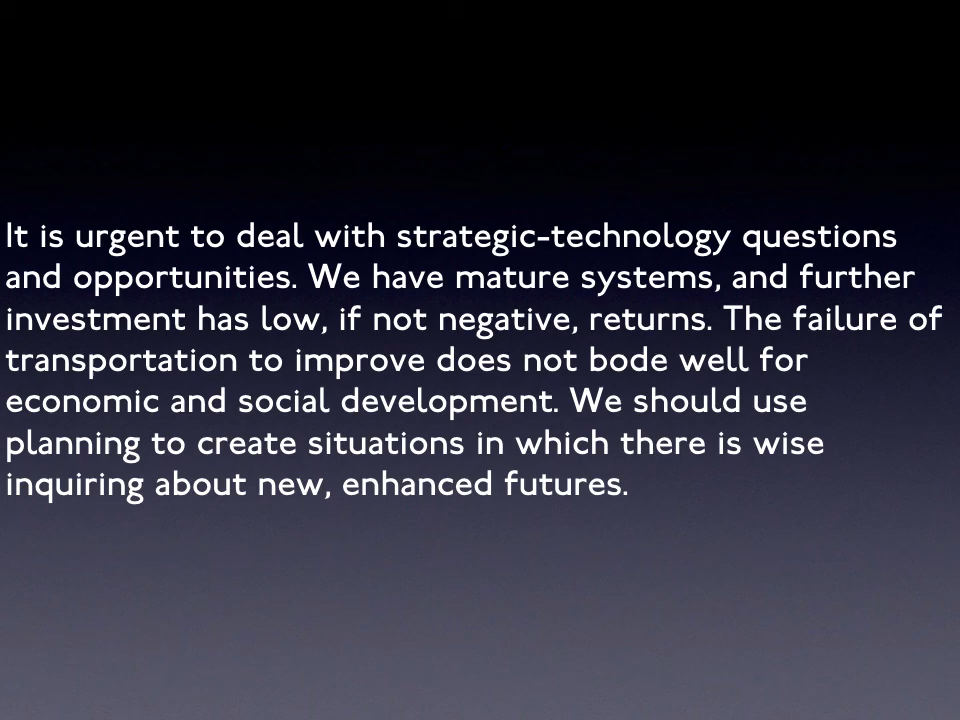 It is urgent to deal with strategic-technology questions
and opportunities. We have mature systems, and further
investment has low, if not negative, returns. The failure of
transportation to improve does not bode well for
economic and social development. We should use
planning to create situations in which there is wise
inquiring about new, enhanced futures.